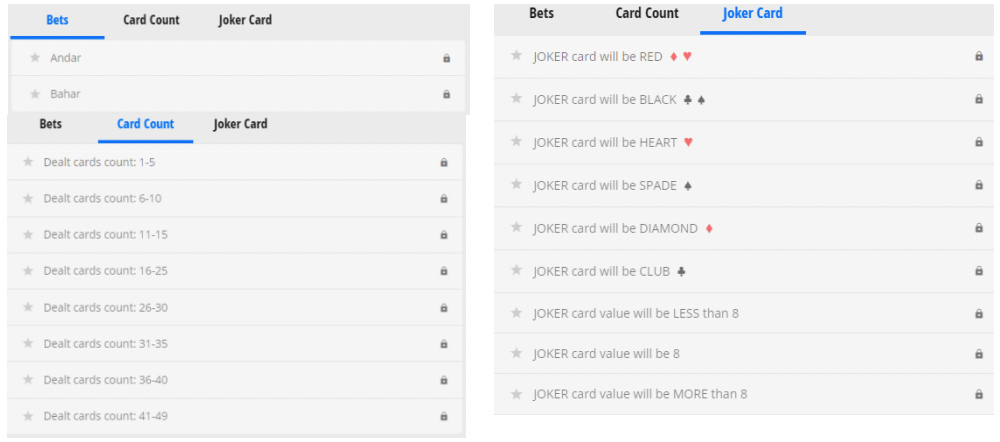 Bets Card Count Joker Card
Andar
Bahar
Bets Card Count Joker Card
Dealt cards count: 1-5
Dealt cards count: 6-10
Dealt cards count: 11-15
Dealt cards count: 16-25
Dealt cards count: 26-30
Dealt cards count: 31-35
Dealt cards count: 36-40
Dealt cards count: 41-49
Bets Card Count Joker Card
JOKER card will be RED ♦ ♥
JOKER card will be BLACK ♣ ♠
JOKER card will be HEART ♥
JOKER card will be SPADE ♠
JOKER card will be DIAMOND ♦
JOKER card will be CLUB ♣
JOKER card value will be LESS than 8
JOKER card value will be 8
JOKER card value will be MORE than 8